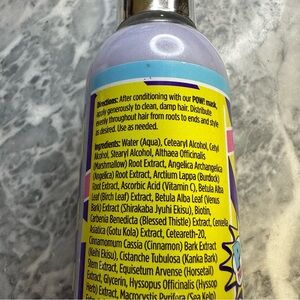 Directions: After conditioning with our POW! mask,
apply generously to clean, damp hair. Distribute
evenly throughout hair from roots to ends and style
as desired. Use as needed.
Ingredients: Water (Aqua), Cetearyl Alcohol, Cetyl
Alcohol, Stearyl Alcohol, Althaea Officinalis
(Marshmallow) Root Extract, Angelica Archangelica
(Angelica) Root Extract, Arctium Lappa (Burdock)
Root Extract, Ascorbic Acid (Vitamin C), Betula Alba
Leaf (Birch Leaf) Extract, Betula Alba Leaf (Venus
Bark) Extract (Shirakaba Jyuhi Ekisu), Biotin,
Carbenia Benedicta (Blessed Thistle) Extract, Centella
Asiatica (Gotu Kola) Extract, Ceteareth-20,
Cinnamomum Cassia (Cinnamon) Bark Extract
(Keihi Ekisu), Cistanche Tubulosa (Kanka Bark)
Stem Extract, Equisetum Arvense (Horsetail)
Extract, Glycerin, Hyssopus Officinalis (Hyssop
Herb) Extract, Macrocystis Pyrifera (Sea Kelp)